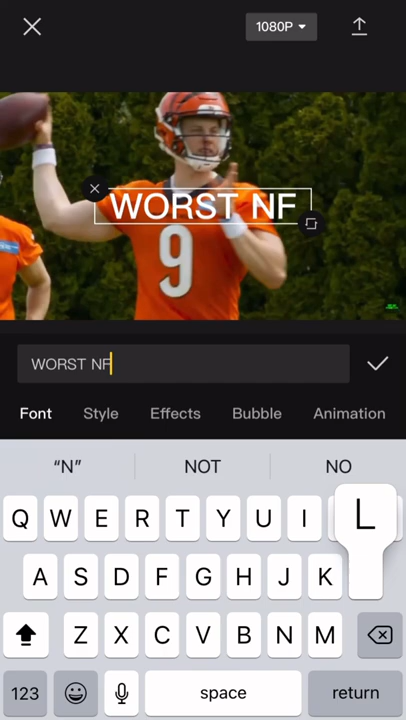 1080P
WORST NF
9
WORST NF
Font Style Effects Bubble Animation
“N” NOT NO
Q W E R T Y U I L
A S D F G H J K
Z X C V B N M
123 space return